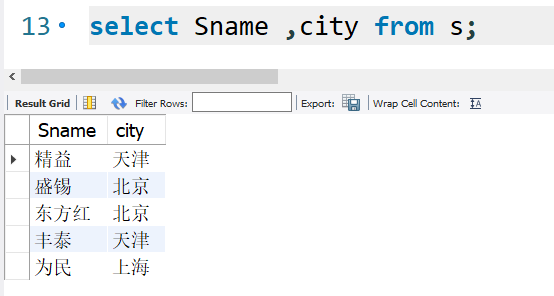 13 select Sname ,city from s;
Result Grid Filter Rows: Export: Wrap Cell Content: IA
Sname city
精益 天津
盛锡 北京
东方红 北京
丰泰 天津
为民 上海